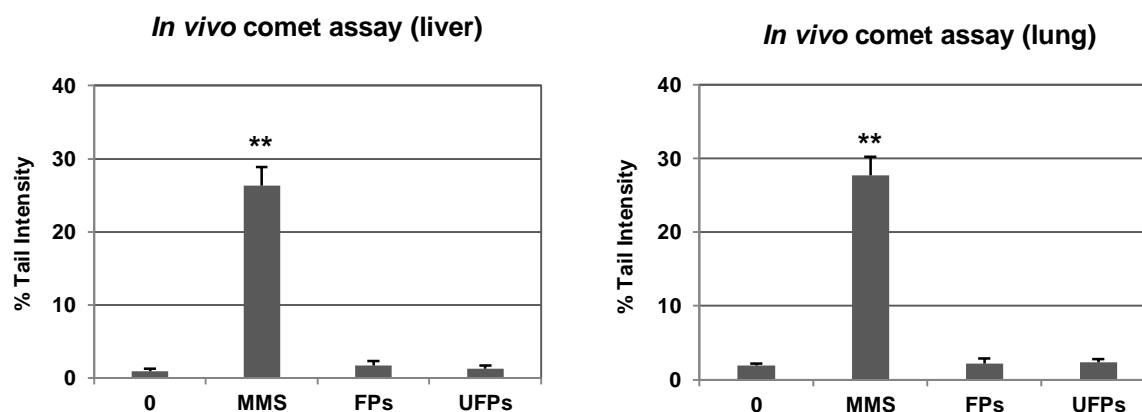 In vivo comet assay (liver)
% Tail Intensity
40
30
20
10
0
**
0 MMS FPs UFPs
In vivo comet assay (lung)
% Tail Intensity
40
30
20
10
0
**
0 MMS FPs UFPs